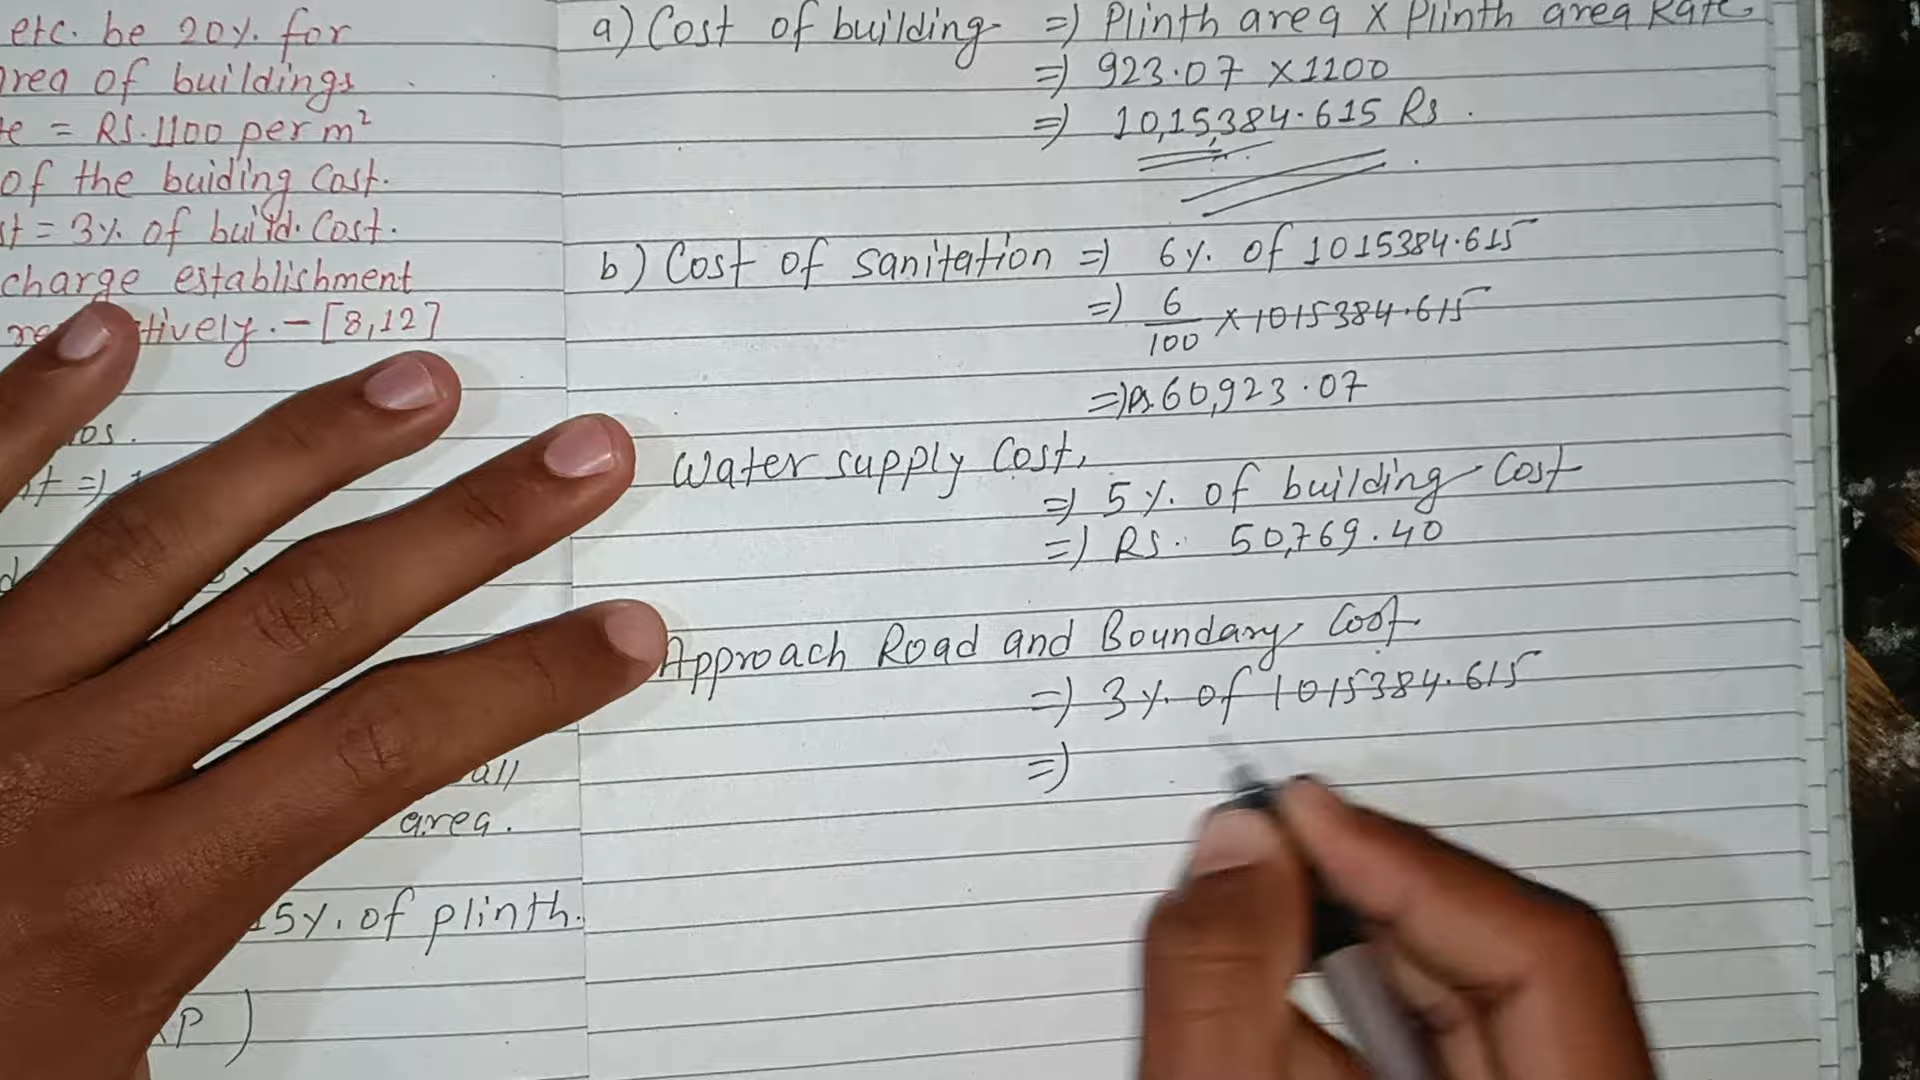 etc. be 20%. for
area of buildings
= RS. 1100 per m²
of the buiding Cost.
= 3%. of build. Cost.
charge establishment
tively. - [8,12]
all
area.
15%. of plinth.
P )
a) Cost of building => Plinth area x Plinth area Rate.
=> 923.07 x1100
=> 10,15,384.615 Rs.
b) Cost of sanitation => 6%. of 1015384.615
=> 6/100 x 1015384.615
=> Rs. 60,923.07
Water supply Cost,
=> 5%. of building Cost
=> Rs. 50,769.40
Approach Road and Boundary Cost.
=> 3%. of 1015384.615
=>